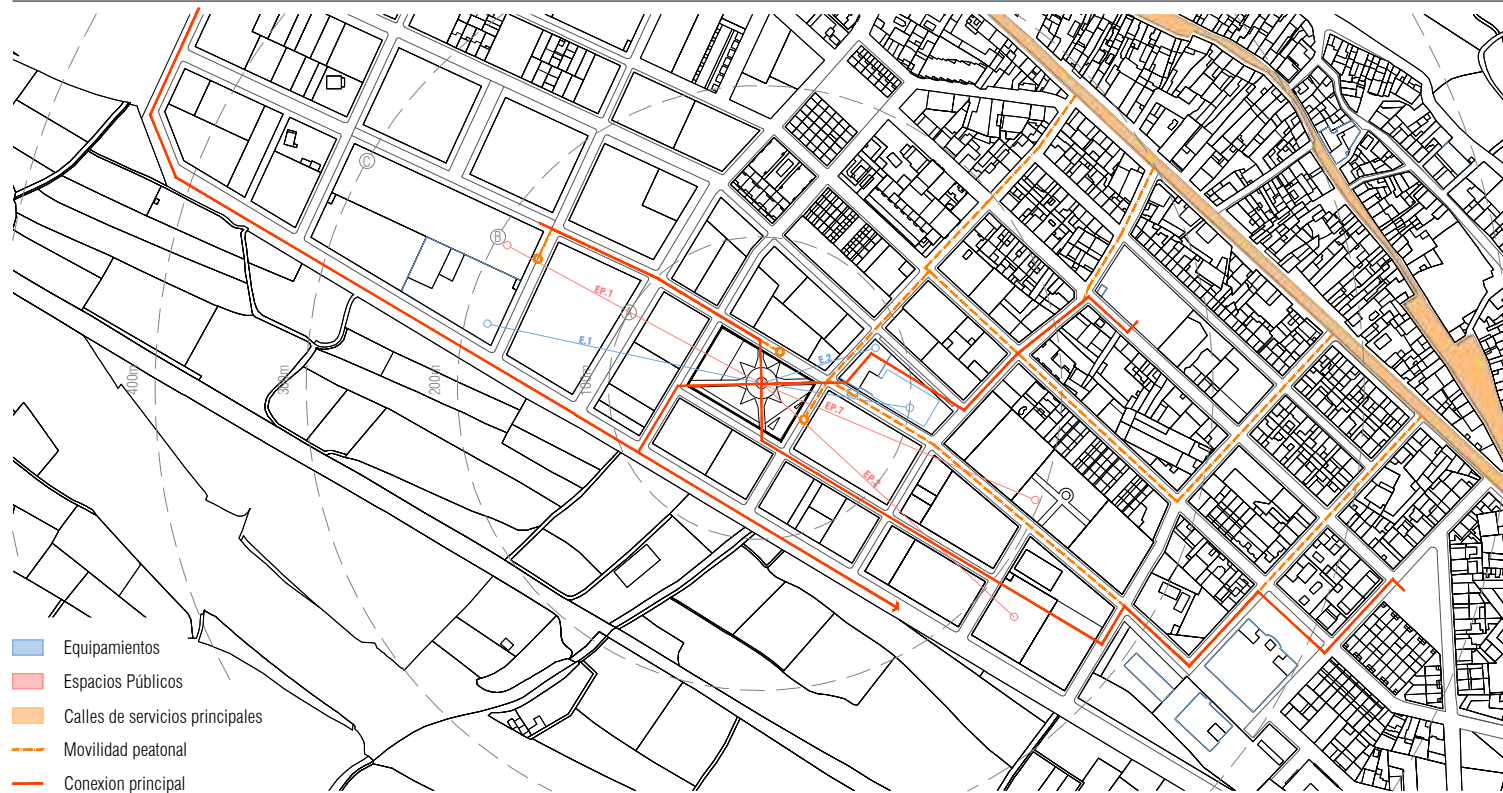 C
B
EP.1
A
E.1
E.2
EP.7
EP.2
400m
300m
200m
100m
Equipamientos
Espacios Públicos
Calles de servicios principales
Movilidad peatonal
Conexion principal